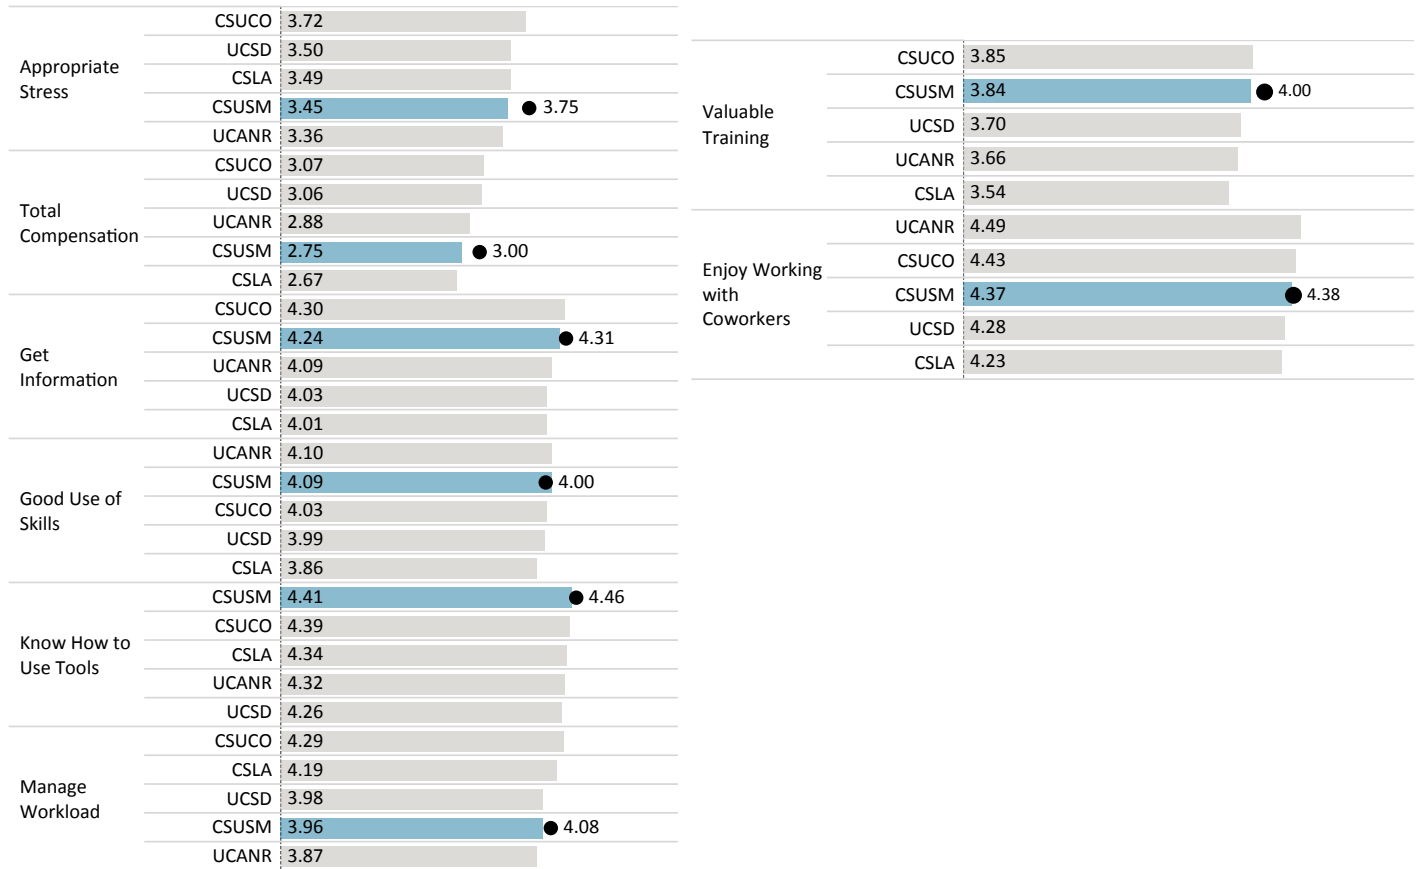 Appropriate
Stress
CSUCO 3.72
UCSD 3.50
CSLA 3.49
CSUSM 3.45 3.75
UCANR 3.36
Total
Compensation
CSUCO 3.07
UCSD 3.06
UCANR 2.88
CSUSM 2.75 3.00
CSLA 2.67
Get
Information
CSUCO 4.30
CSUSM 4.24 4.31
UCANR 4.09
UCSD 4.03
CSLA 4.01
Good Use of
Skills
UCANR 4.10
CSUSM 4.09 4.00
CSUCO 4.03
UCSD 3.99
CSLA 3.86
Know How to
Use Tools
CSUSM 4.41 4.46
CSUCO 4.39
CSLA 4.34
UCANR 4.32
UCSD 4.26
Manage
Workload
CSUCO 4.29
CSLA 4.19
UCSD 3.98
CSUSM 3.96 4.08
UCANR 3.87
Valuable
Training
CSUCO 3.85
CSUSM 3.84 4.00
UCSD 3.70
UCANR 3.66
CSLA 3.54
Enjoy Working
with
Coworkers
UCANR 4.49
CSUCO 4.43
CSUSM 4.37 4.38
UCSD 4.28
CSLA 4.23